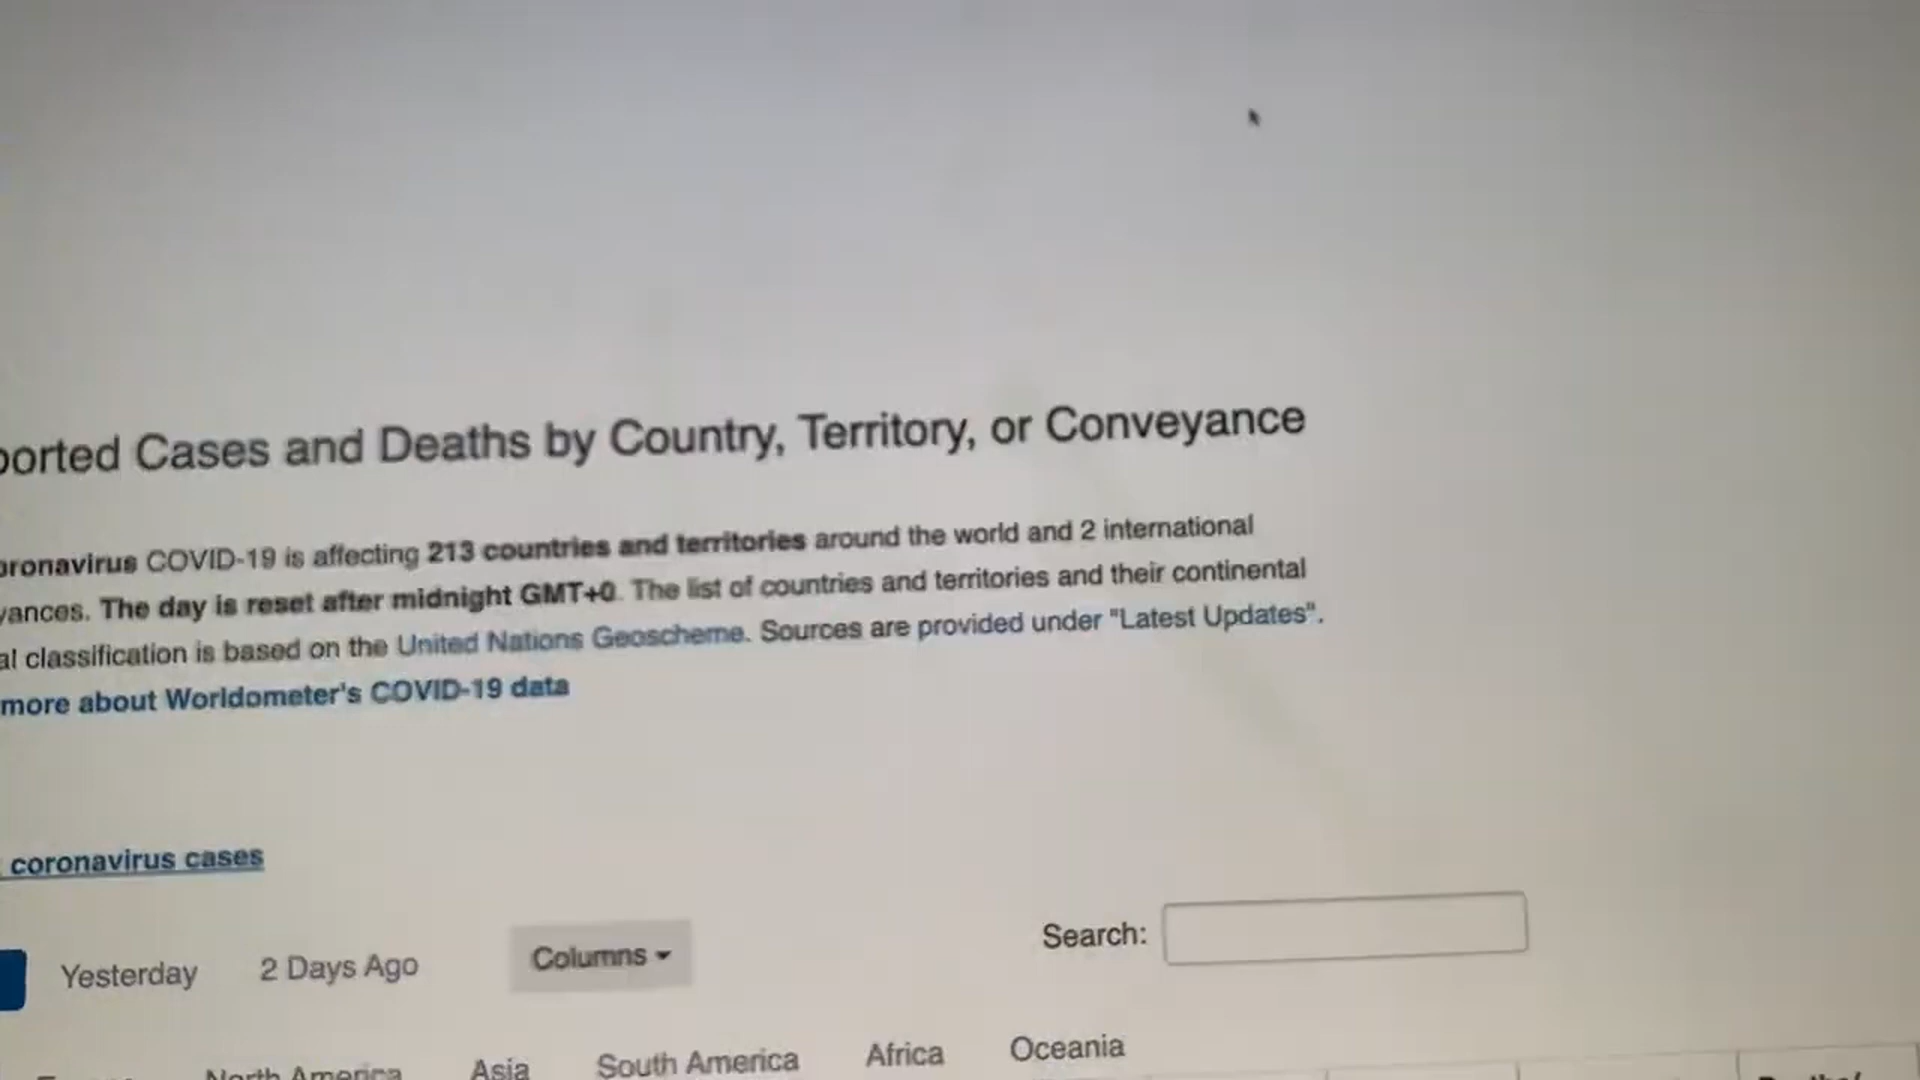 ported Cases and Deaths by Country, Territory, or Conveyance
oronavirus COVID-19 is affecting 213 countries and territories around the world and 2 international
yances. The day is reset after midnight GMT+0. The list of countries and territories and their continental
al classification is based on the United Nations Geoscheme. Sources are provided under "Latest Updates".
more about Worldometer's COVID-19 data
coronavirus cases
Yesterday 2 Days Ago Columns Search:
North America Asia South America Africa Oceania